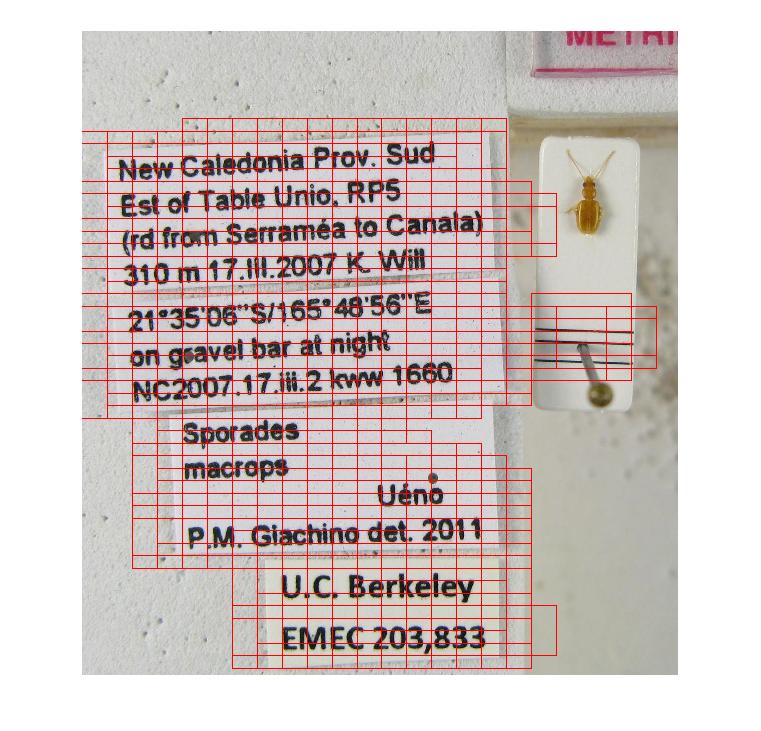 New Caledonia Prov. Sud
Est of Table Unio, RP5
(rd from Serraméa to Canala)
310 m 17.III.2007 K. Will
21°35'06"S/165°48'56"E
on gravel bar at night
NC2007.17.iii.2 kww 1660
Sporades
macrops
Uéno
P.M. Giachino det. 2011
U.C. Berkeley
EMEC 203,833